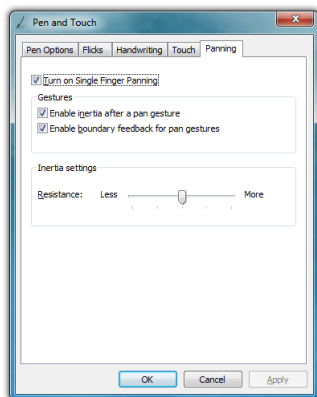 Pen and Touch
Pen Options Flicks Handwriting Touch Panning
Turn on Single Finger Panning
Gestures
Enable inertia after a pan gesture
Enable boundary feedback for pan gestures
Inertia settings
Resistance: Less More
OK Cancel Apply